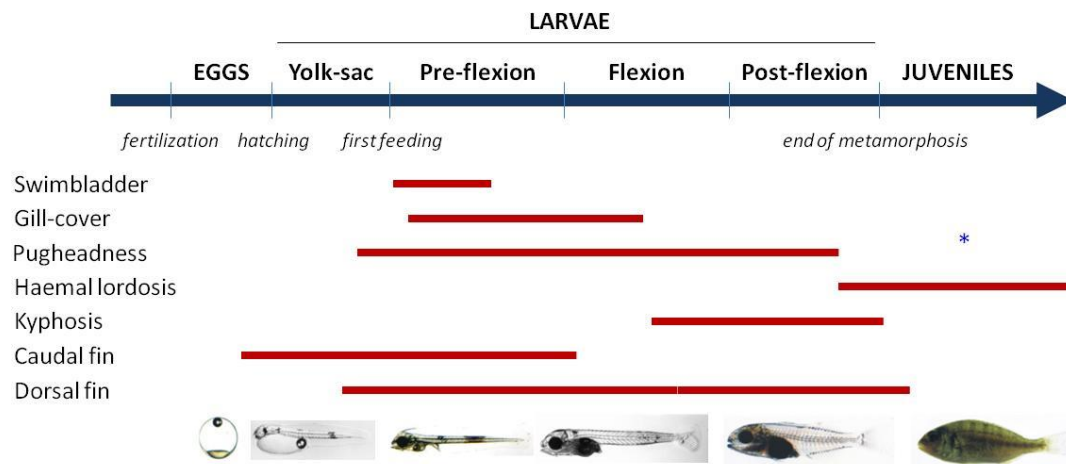 LARVAE
EGGS Yolk-sac Pre-flexion Flexion Post-flexion JUVENILES
fertilization hatching first feeding end of metamorphosis
Swimbladder
Gill-cover
Pugheadness *
Haemal lordosis
Kyphosis
Caudal fin
Dorsal fin